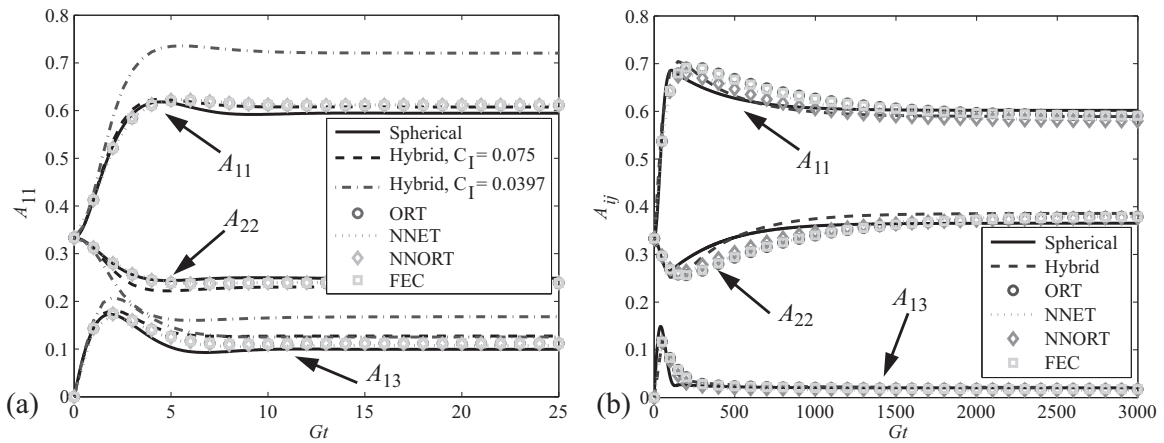 (a)
A₁₁
0.8
0.7
0.6
0.5
0.4
0.3
0.2
0.1
0
A₁₁
A₂₂
A₁₃
Spherical
Hybrid, C_I = 0.075
Hybrid, C_I = 0.0397
ORT
NNET
NNORT
FEC
0 5 10 15 20 25
Gt
(b)
A_ij
0.8
0.7
0.6
0.5
0.4
0.3
0.2
0.1
0
A₁₁
A₂₂
A₁₃
Spherical
Hybrid
ORT
NNET
NNORT
FEC
0 500 1000 1500 2000 2500 3000
Gt